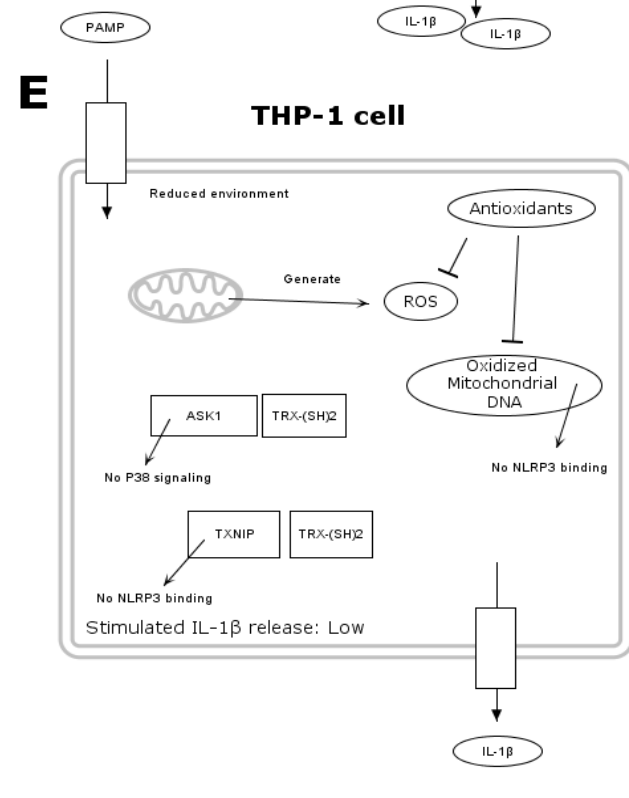 PAMP
IL-1β
IL-1β
E
THP-1 cell
Reduced environment
Antioxidants
Generate
ROS
Oxidized
Mitochondrial
DNA
ASK1
TRX-(SH)2
No NLRP3 binding
No P38 signaling
TXNIP
TRX-(SH)2
No NLRP3 binding
Stimulated IL-1β release: Low
IL-1β